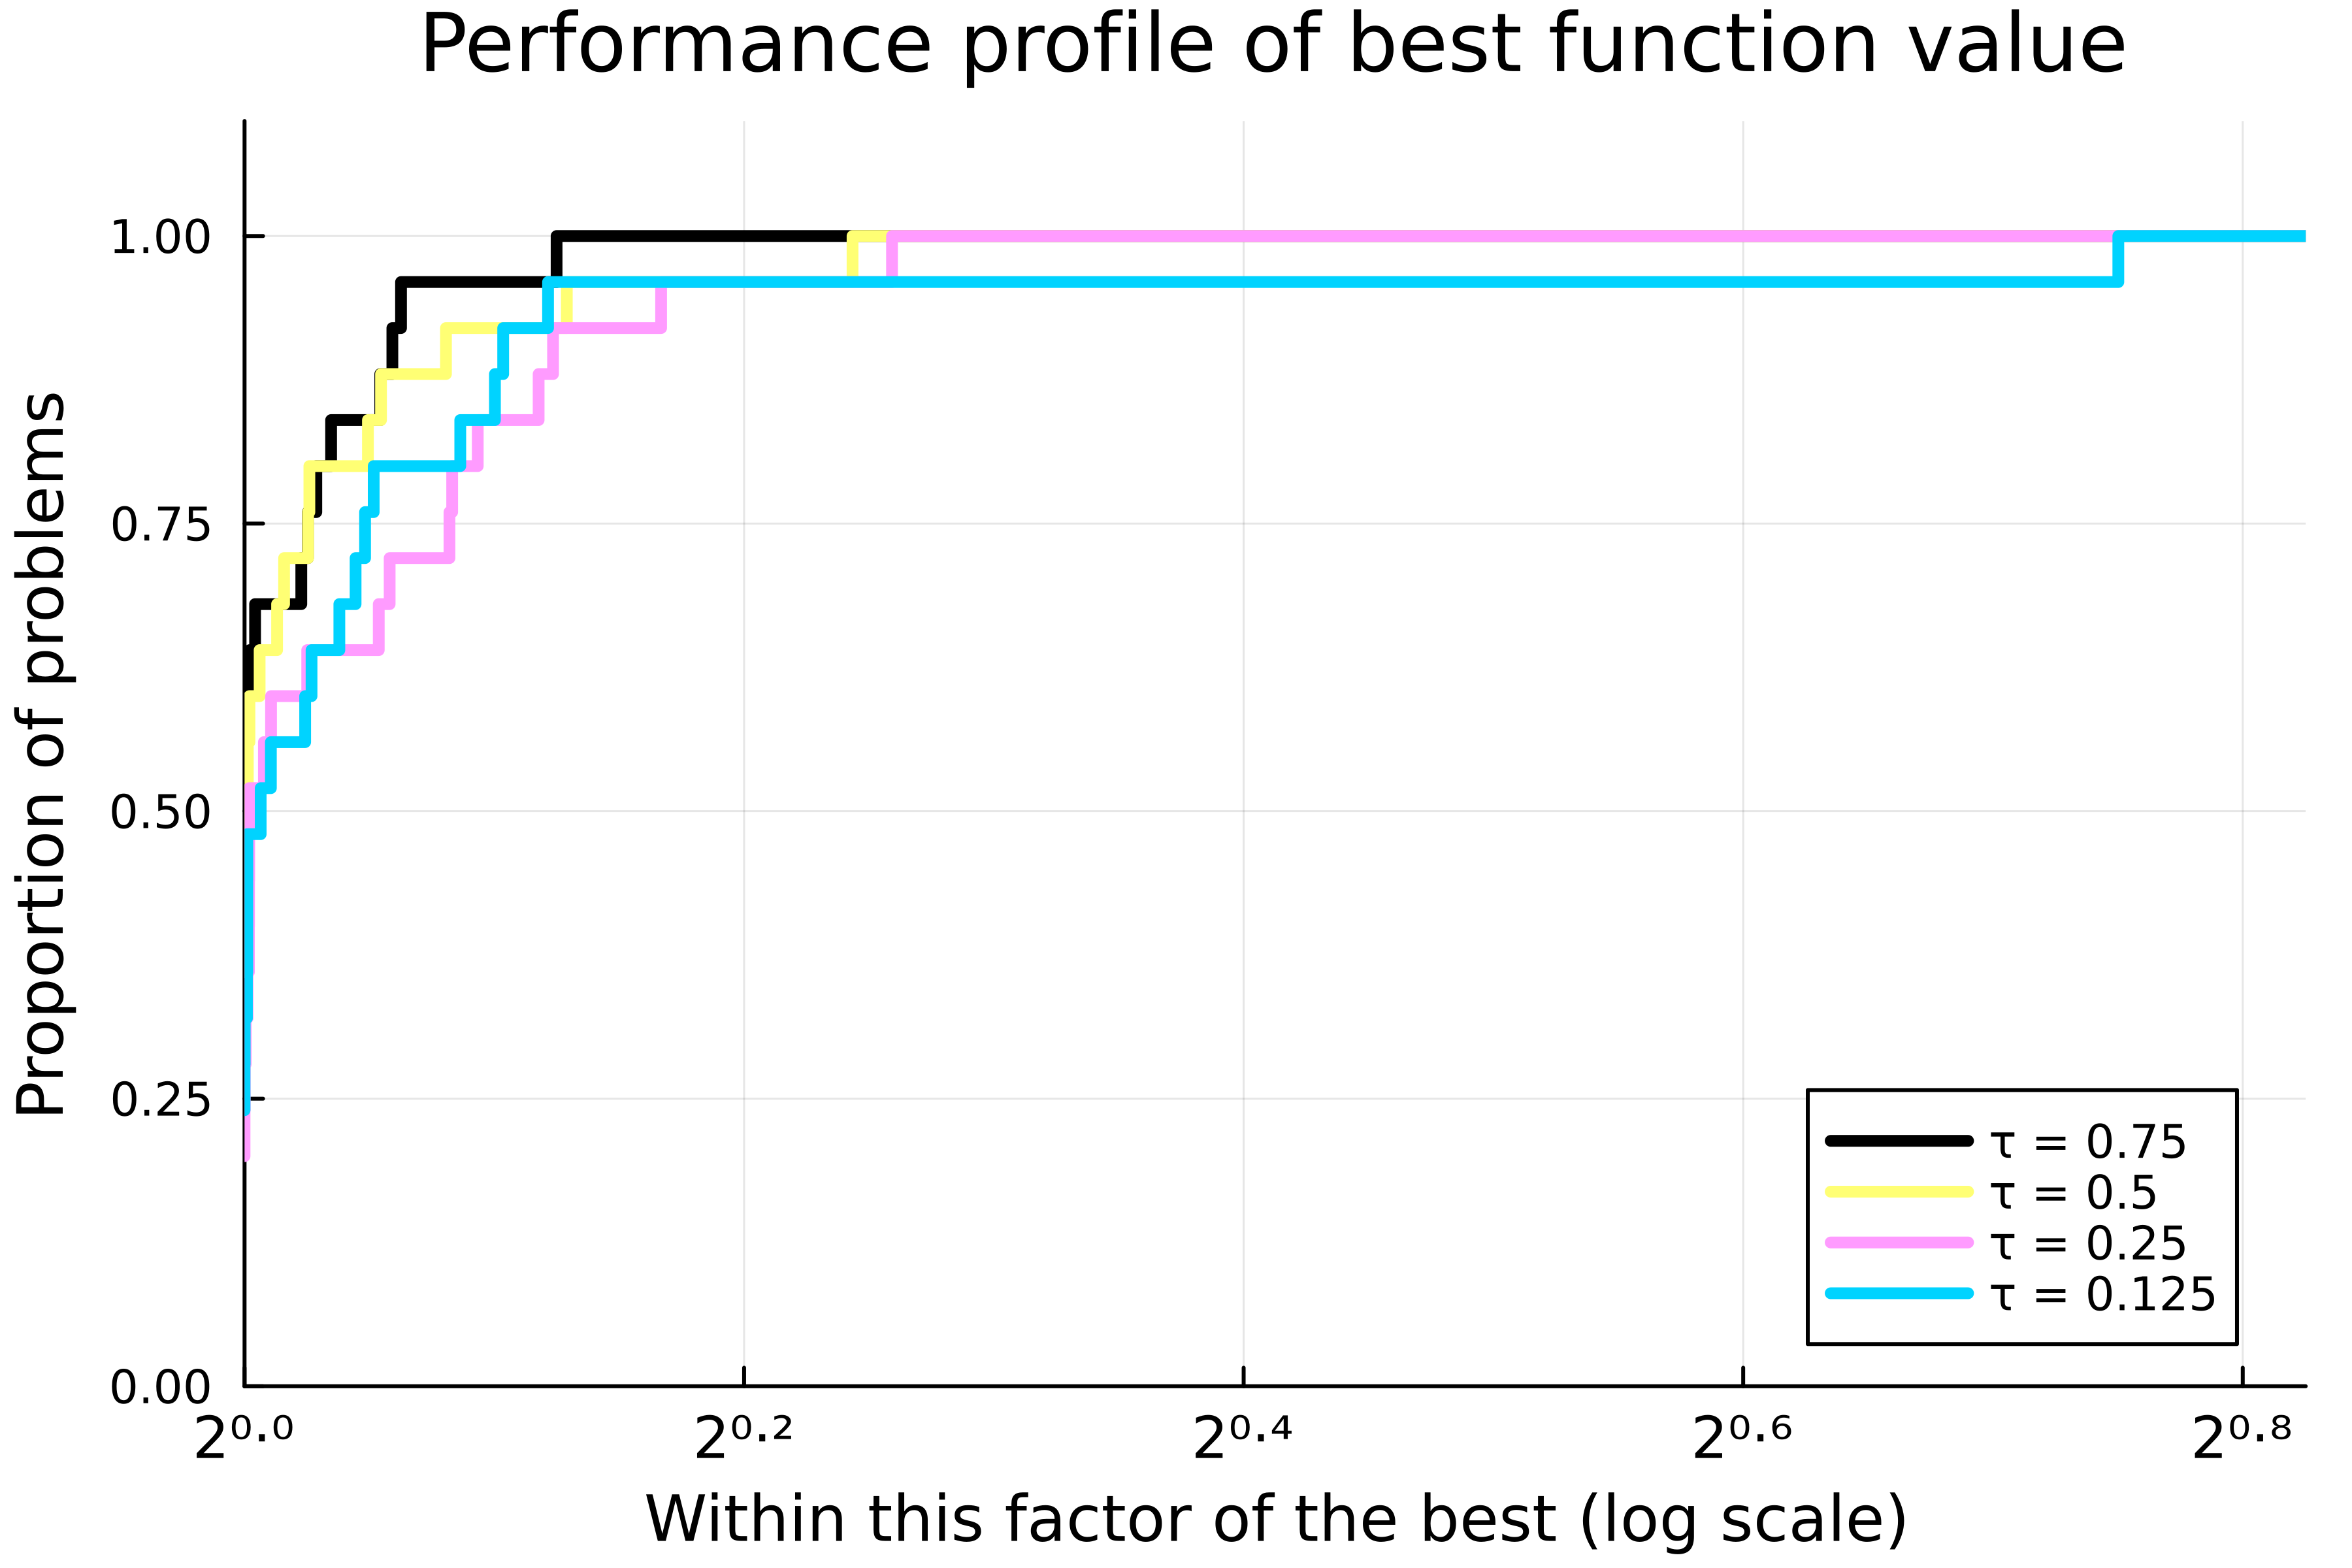 Performance profile of best function value
Proportion of problems
1.00
0.75
0.50
0.25
0.00
τ = 0.75
τ = 0.5
τ = 0.25
τ = 0.125
2⁰·⁰ 2⁰·² 2⁰·⁴ 2⁰·⁶ 2⁰·⁸
Within this factor of the best (log scale)